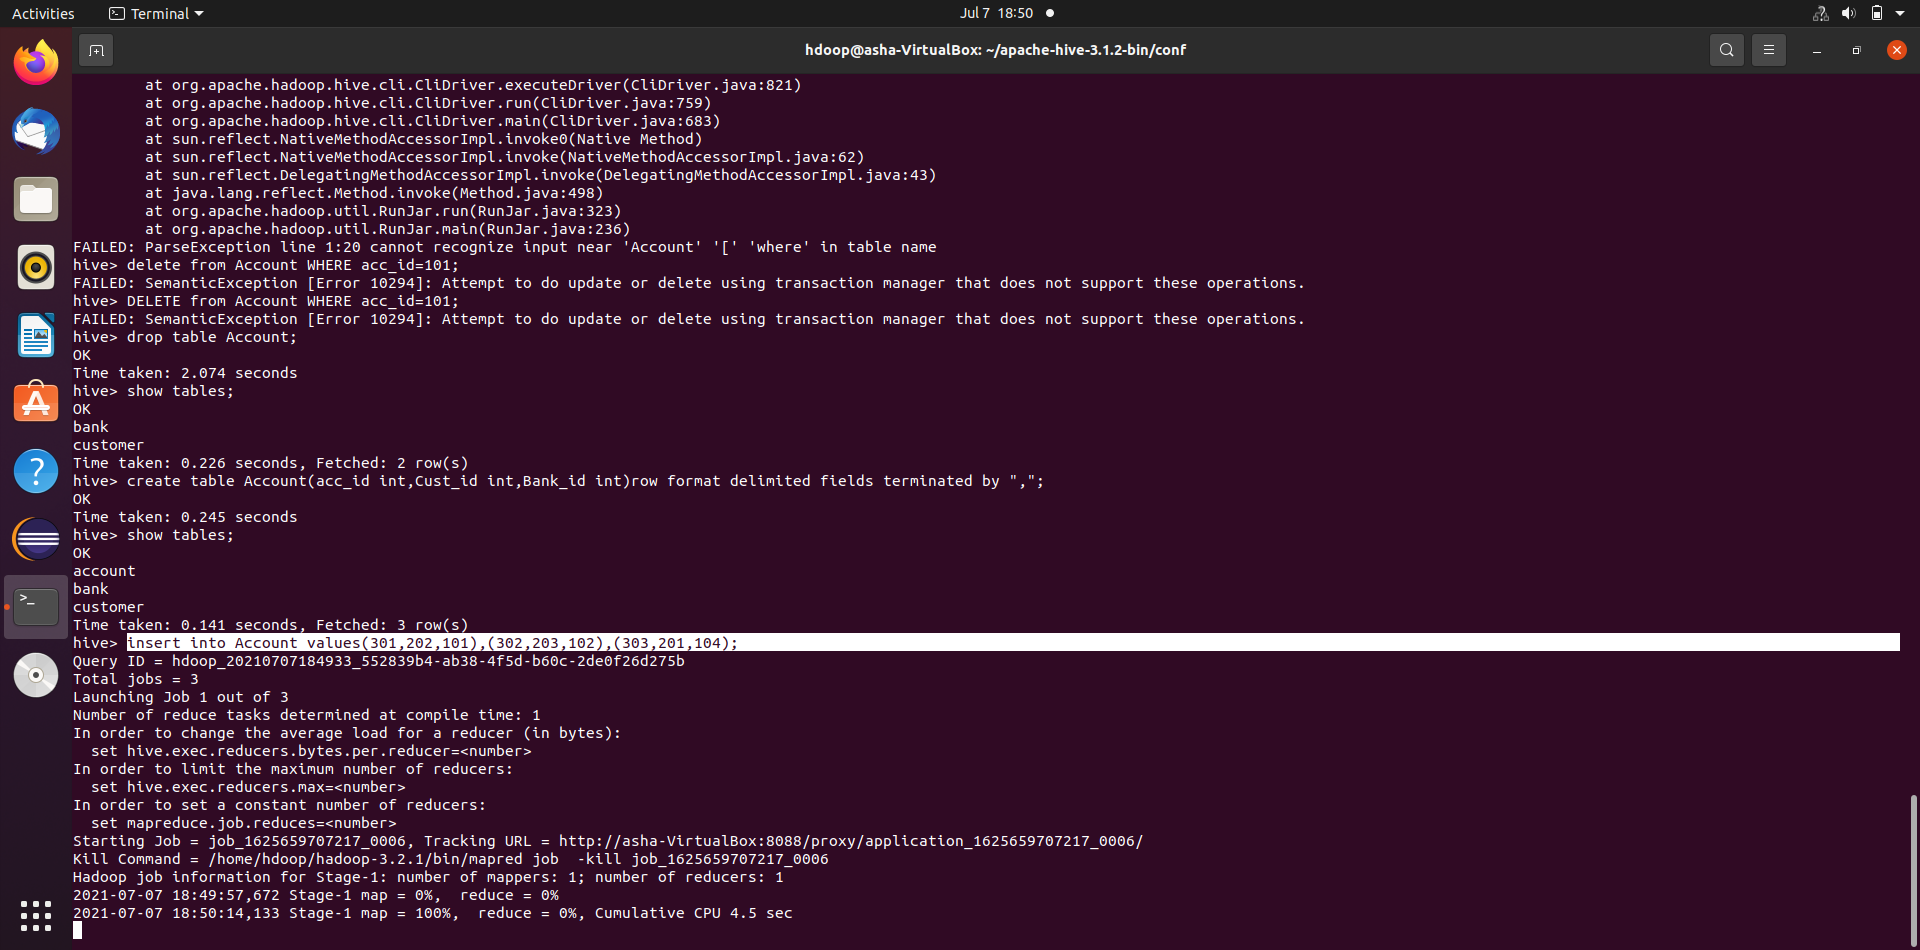 Activities
Terminal
Jul 7 18:50
hdoop@asha-VirtualBox: ~/apache-hive-3.1.2-bin/conf
        at org.apache.hadoop.hive.cli.CliDriver.executeDriver(CliDriver.java:821)
        at org.apache.hadoop.hive.cli.CliDriver.run(CliDriver.java:759)
        at org.apache.hadoop.hive.cli.CliDriver.main(CliDriver.java:683)
        at sun.reflect.NativeMethodAccessorImpl.invoke0(Native Method)
        at sun.reflect.NativeMethodAccessorImpl.invoke(NativeMethodAccessorImpl.java:62)
        at sun.reflect.DelegatingMethodAccessorImpl.invoke(DelegatingMethodAccessorImpl.java:43)
        at java.lang.reflect.Method.invoke(Method.java:498)
        at org.apache.hadoop.util.RunJar.run(RunJar.java:323)
        at org.apache.hadoop.util.RunJar.main(RunJar.java:236)
FAILED: ParseException line 1:20 cannot recognize input near 'Account' '[' 'where' in table name
hive> delete from Account WHERE acc_id=101;
FAILED: SemanticException [Error 10294]: Attempt to do update or delete using transaction manager that does not support these operations.
hive> DELETE from Account WHERE acc_id=101;
FAILED: SemanticException [Error 10294]: Attempt to do update or delete using transaction manager that does not support these operations.
hive> drop table Account;
OK
Time taken: 2.074 seconds
hive> show tables;
OK
bank
customer
Time taken: 0.226 seconds, Fetched: 2 row(s)
hive> create table Account(acc_id int,Cust_id int,Bank_id int)row format delimited fields terminated by ",";
OK
Time taken: 0.245 seconds
hive> show tables;
OK
account
bank
customer
Time taken: 0.141 seconds, Fetched: 3 row(s)
hive> insert into Account values(301,202,101),(302,203,102),(303,201,104);
Query ID = hdoop_20210707184933_552839b4-ab38-4f5d-b60c-2de0f26d275b
Total jobs = 3
Launching Job 1 out of 3
Number of reduce tasks determined at compile time: 1
In order to change the average load for a reducer (in bytes):
  set hive.exec.reducers.bytes.per.reducer=<number>
In order to limit the maximum number of reducers:
  set hive.exec.reducers.max=<number>
In order to set a constant number of reducers:
  set mapreduce.job.reduces=<number>
Starting Job = job_1625659707217_0006, Tracking URL = http://asha-VirtualBox:8088/proxy/application_1625659707217_0006/
Kill Command = /home/hdoop/hadoop-3.2.1/bin/mapred job  -kill job_1625659707217_0006
Hadoop job information for Stage-1: number of mappers: 1; number of reducers: 1
2021-07-07 18:49:57,672 Stage-1 map = 0%,  reduce = 0%
2021-07-07 18:50:14,133 Stage-1 map = 100%,  reduce = 0%, Cumulative CPU 4.5 sec